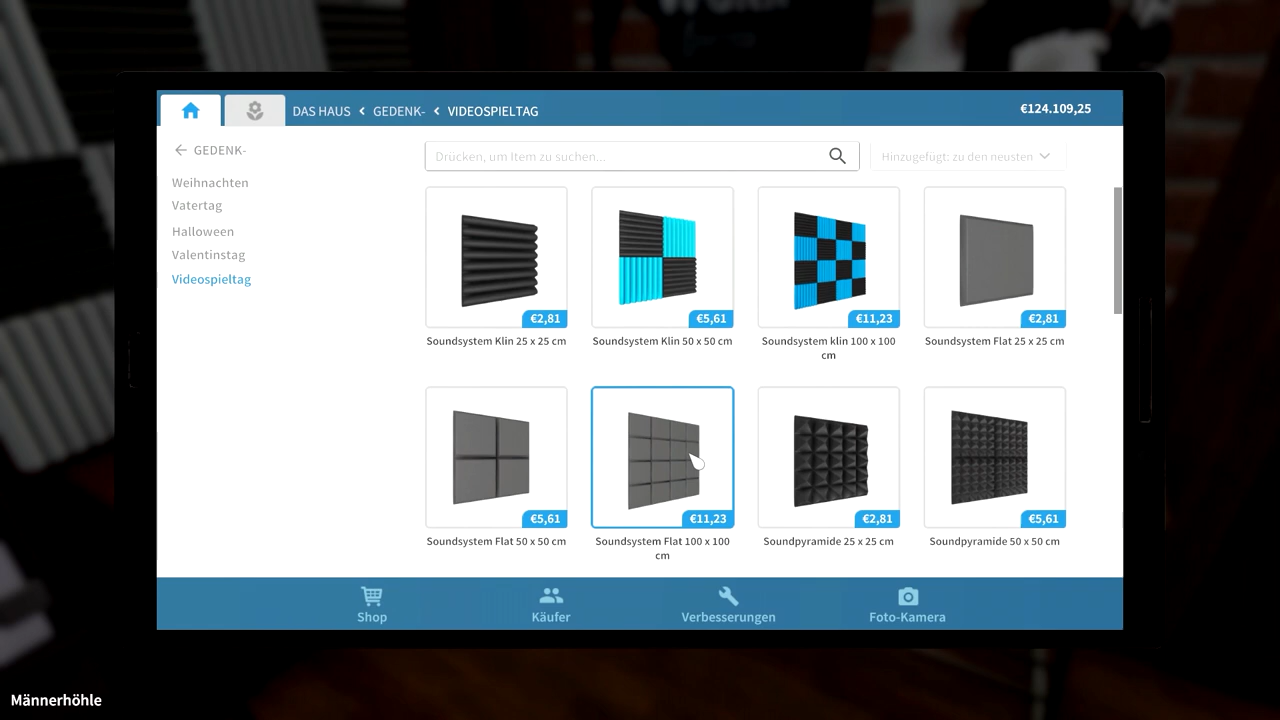 DAS HAUS < GEDENK- < VIDEOSPIELTAG
€124.109,25
← GEDENK-
Weihnachten
Vatertag
Halloween
Valentinstag
Videospieltag
Drücken, um Item zu suchen...
Hinzugefügt: zu den neusten
€2,81
€5,61
€11,23
€2,81
Soundsystem Klin 25 x 25 cm
Soundsystem Klin 50 x 50 cm
Soundsystem klin 100 x 100
cm
Soundsystem Flat 25 x 25 cm
€5,61
€11,23
€2,81
€5,61
Soundsystem Flat 50 x 50 cm
Soundsystem Flat 100 x 100
cm
Soundpyramide 25 x 25 cm
Soundpyramide 50 x 50 cm
Shop
Käufer
Verbesserungen
Foto-Kamera
Männerhöhle